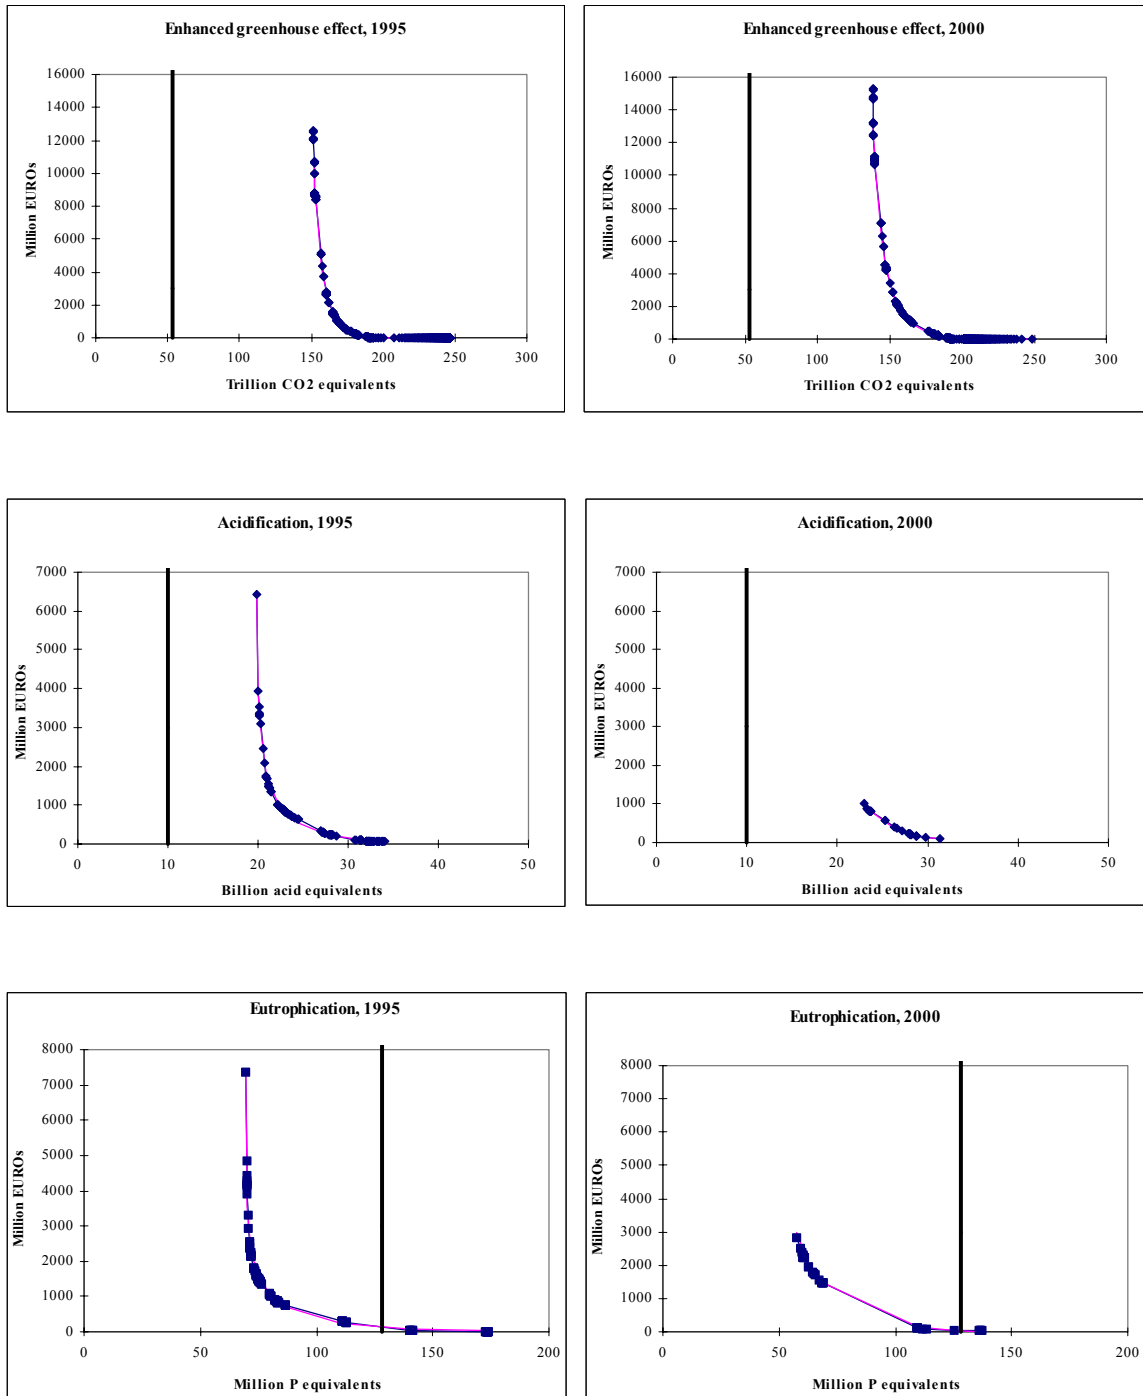 Enhanced greenhouse effect, 1995
16000
14000
12000
10000
8000
6000
4000
2000
0
Million EUROs
0 50 100 150 200 250 300
Trillion CO2 equivalents
Enhanced greenhouse effect, 2000
16000
14000
12000
10000
8000
6000
4000
2000
0
Million EUROs
0 50 100 150 200 250 300
Trillion CO2 equivalents
Acidification, 1995
7000
6000
5000
4000
3000
2000
1000
0
Million EUROs
0 10 20 30 40 50
Billion acid equivalents
Acidification, 2000
7000
6000
5000
4000
3000
2000
1000
0
Million EUROs
0 10 20 30 40 50
Billion acid equivalents
Eutrophication, 1995
8000
7000
6000
5000
4000
3000
2000
1000
0
Million EUROs
0 50 100 150 200
Million P equivalents
Eutrophication, 2000
8000
7000
6000
5000
4000
3000
2000
1000
0
Million EUROs
0 50 100 150 200
Million P equivalents